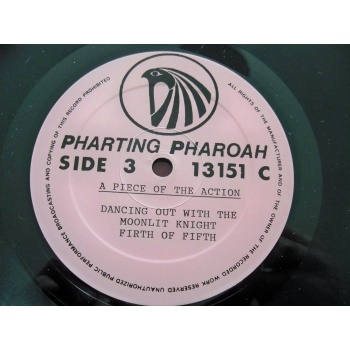 PHARTING PHAROAH
SIDE 3 13151 C
A PIECE OF THE ACTION
DANCING OUT WITH THE
MOONLIT KNIGHT
FIRTH OF FIFTH
ALL RIGHTS OF THE MANUFACTURER AND OF THE OWNER OF THE RECORDED WORK RESERVED UNAUTHORIZED PUBLIC PERFORMANCE BROADCASTING AND COPYING OF THIS RECORD PROHIBITED